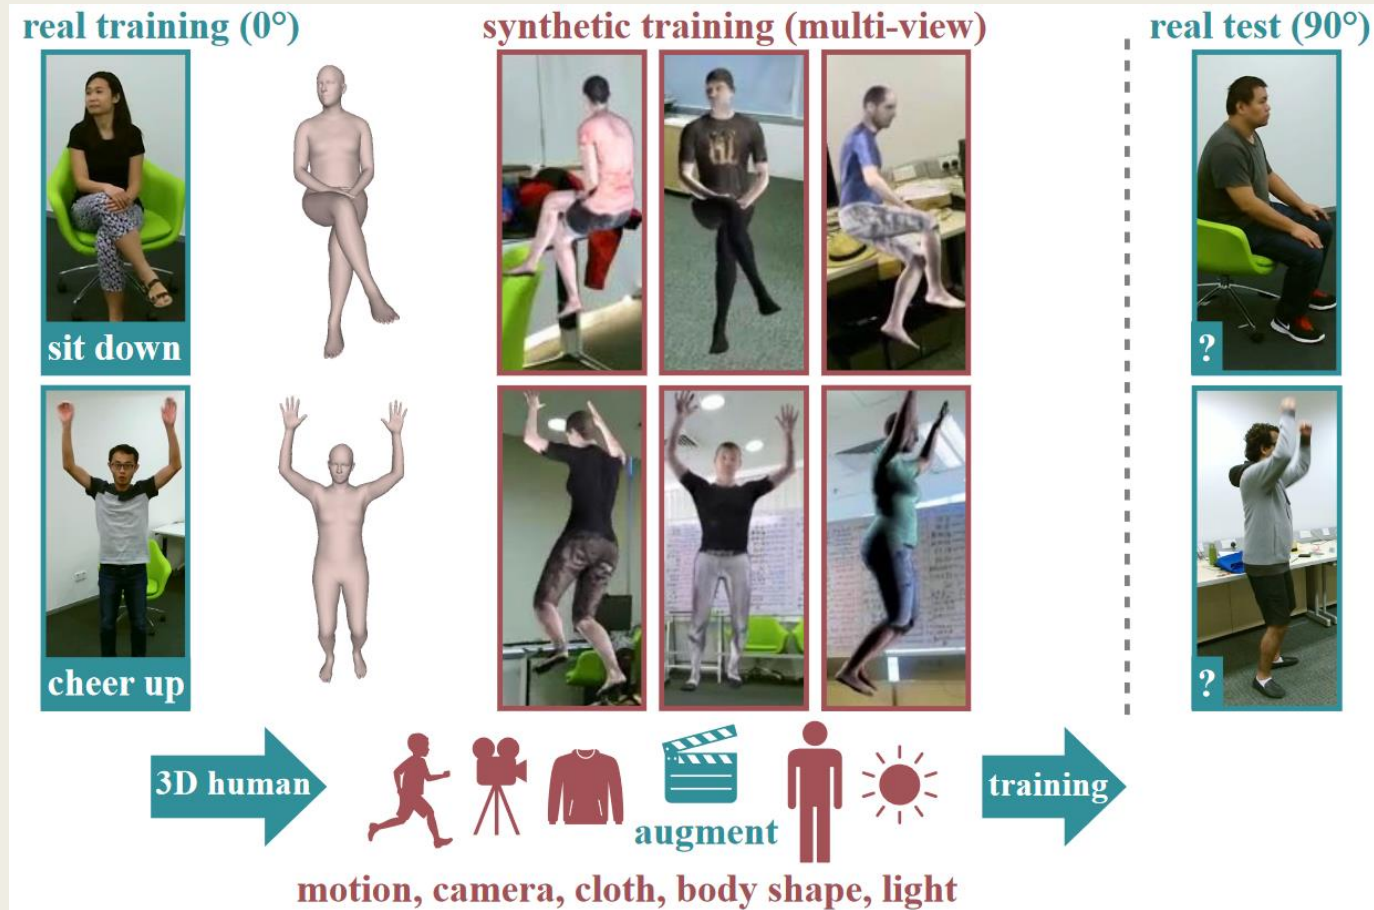 real training (0°)
synthetic training (multi-view)
real test (90°)
sit down
?
cheer up
?
3D human
augment
training
motion, camera, cloth, body shape, light